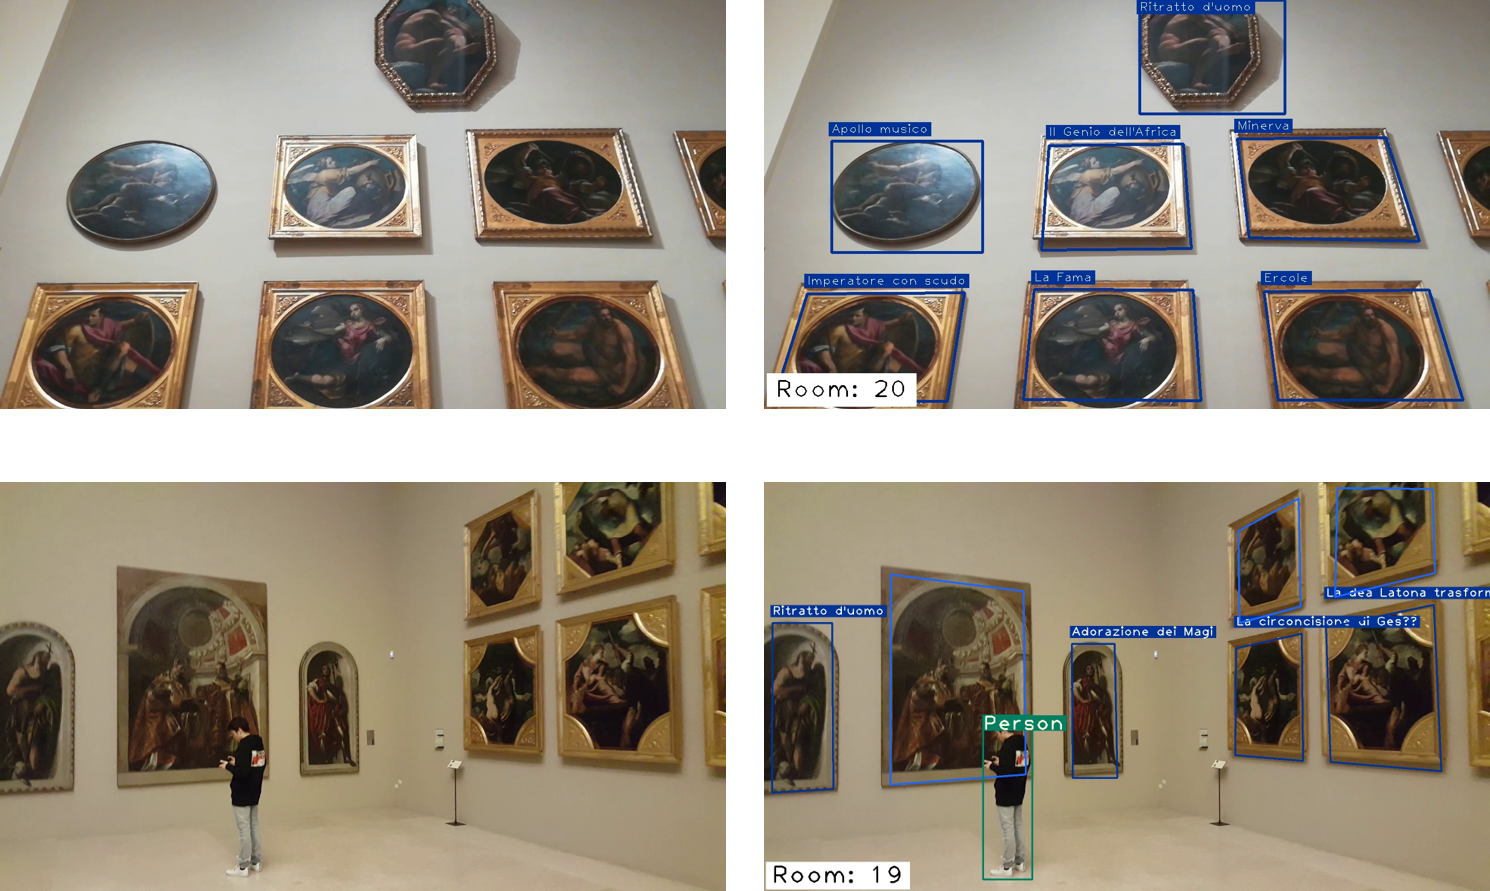 Ritratto d'uomo
Apollo musico
Il Genio dell'Africa
Minerva
Imperatore con scudo
La Fama
Ercole
Room: 20
La dea Latona trasform
Ritratto d'uomo
La circoncisione di Ges??
Adorazione dei Magi
Person
Room: 19